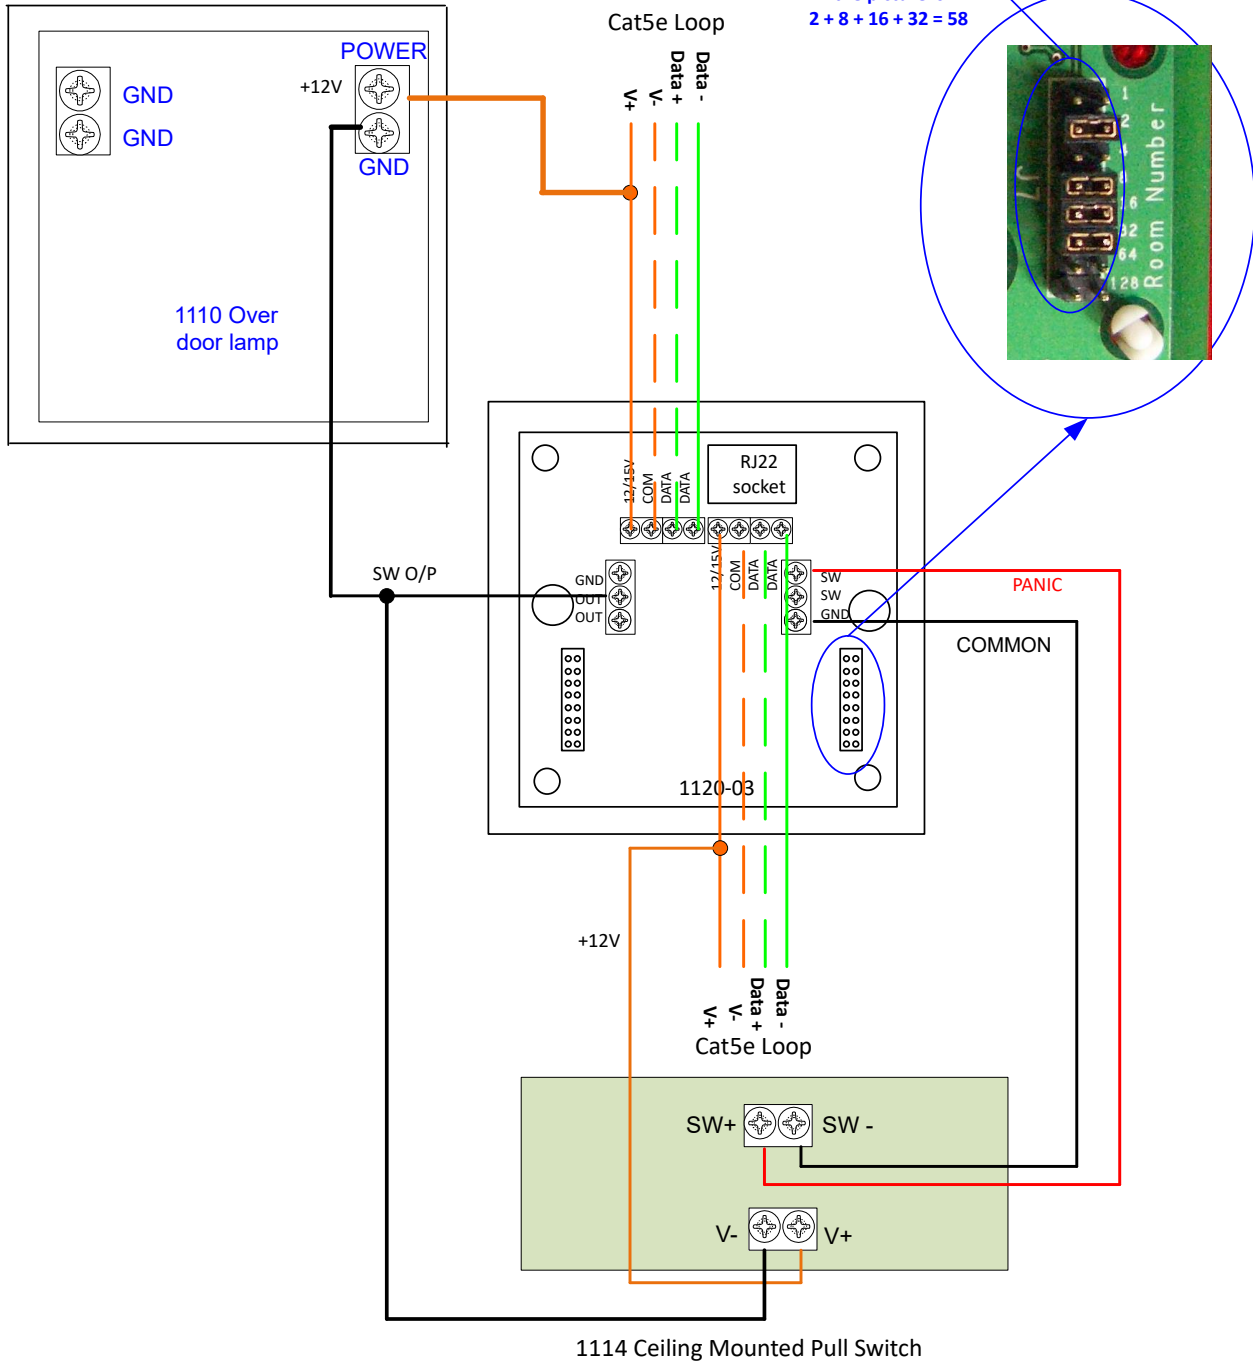 2 + 8 + 16 + 32 = 58
Cat5e Loop
V+
V-
Data +
Data -
POWER
+12V
GND
GND
GND
1110 Over
door lamp
1
2
4
8
16
32
64
128
Room Number
J7
RJ22
socket
12/15V
COM
DATA
DATA
SW O/P
GND
OUT
OUT
12/15V
COM
DATA
DATA
SW
SW
GND
PANIC
COMMON
1120-03
+12V
V+
V-
Data +
Data -
Cat5e Loop
SW+
SW -
V-
V+
1114 Ceiling Mounted Pull Switch